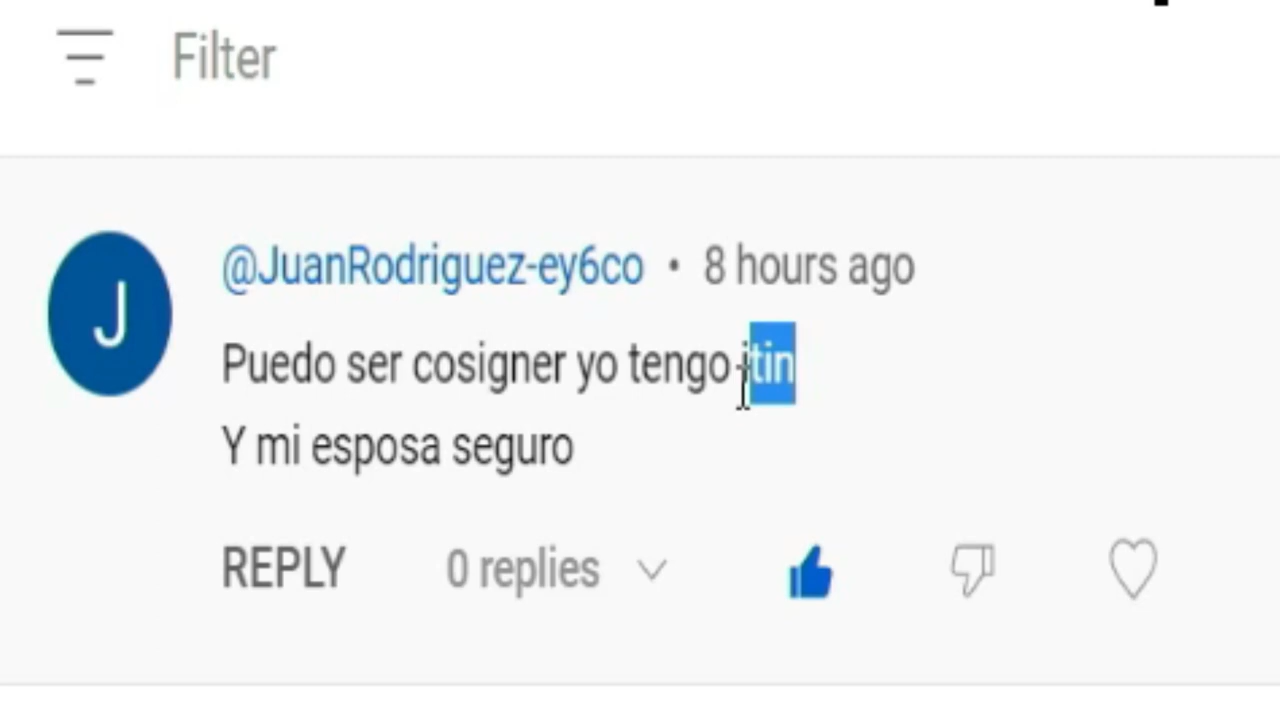 Filter
J
@JuanRodriguez-ey6co • 8 hours ago
Puedo ser cosigner yo tengo itin
Y mi esposa seguro
REPLY 0 replies